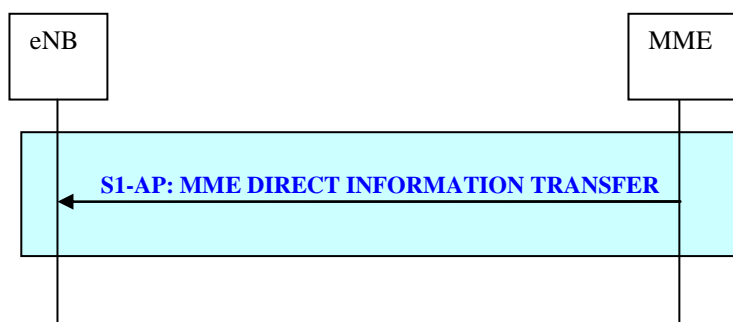 eNB
MME
S1-AP: MME DIRECT INFORMATION TRANSFER